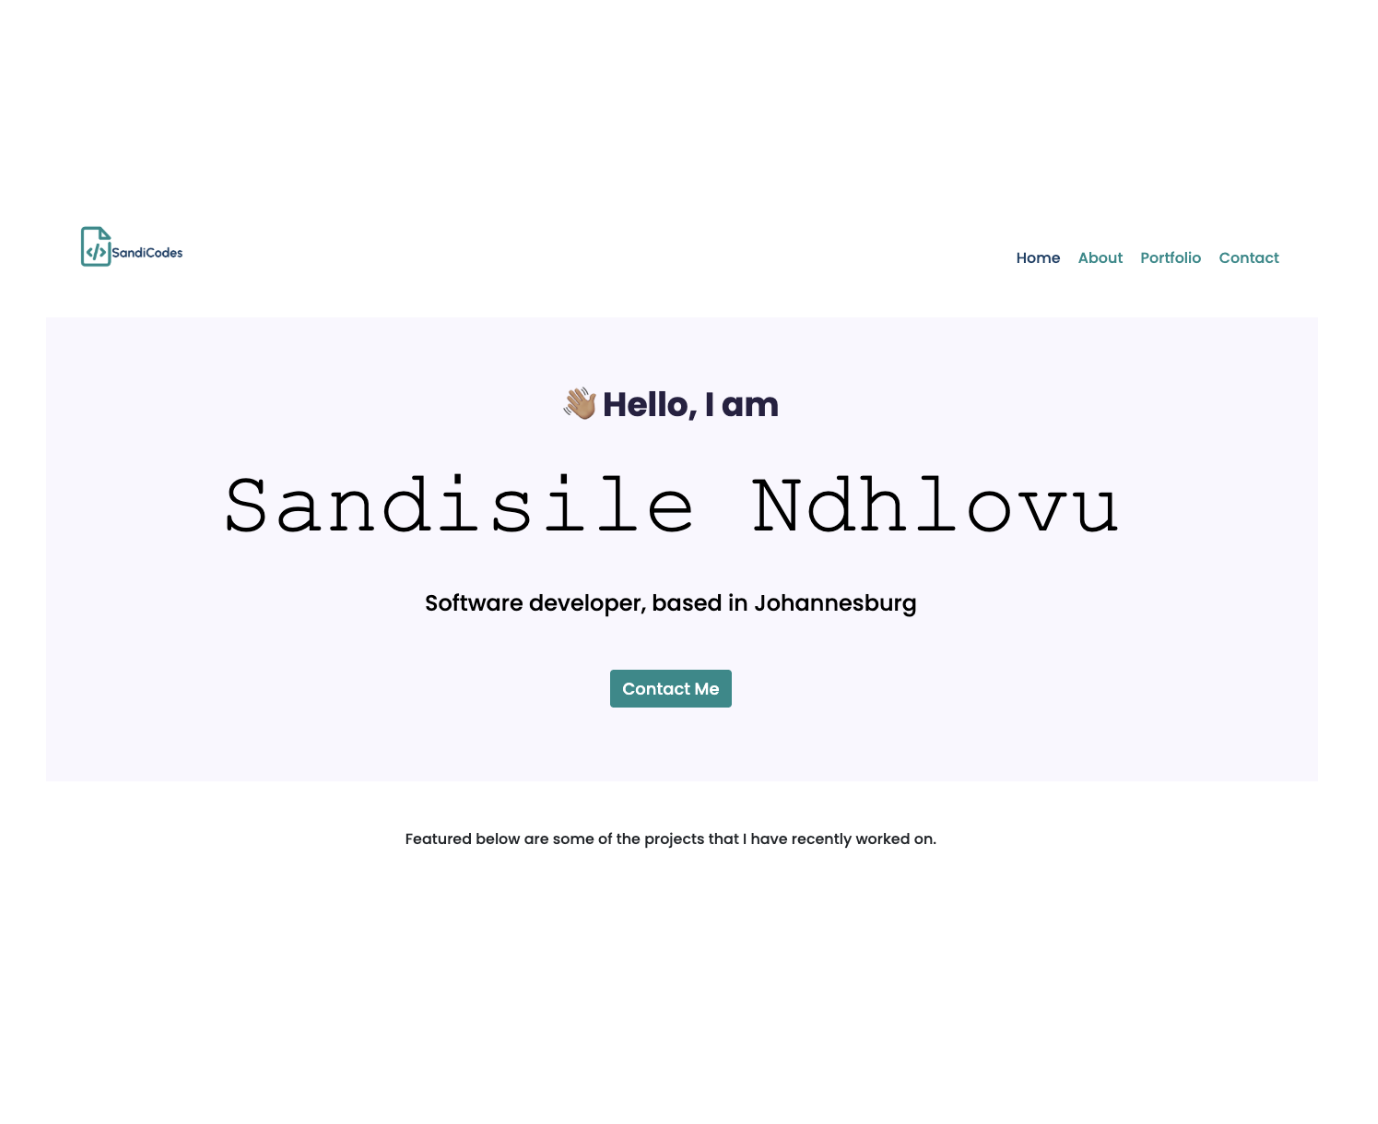 </> SandiCodes
Home About Portfolio Contact
👋🏽 Hello, I am
Sandisile Ndhlovu
Software developer, based in Johannesburg
Contact Me
Featured below are some of the projects that I have recently worked on.